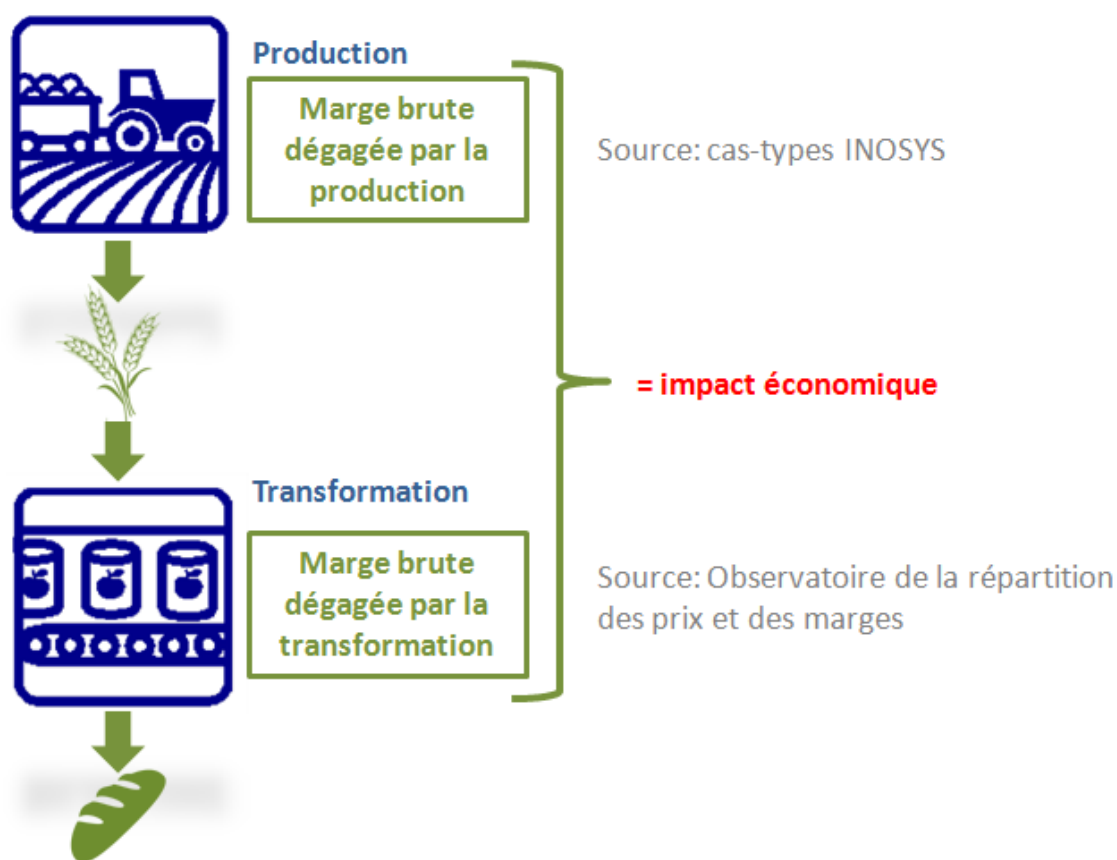 Production
Marge brute
dégagée par la
production
Source: cas-types INOSYS
= impact économique
Transformation
Marge brute
dégagée par la
transformation
Source: Observatoire de la répartition
des prix et des marges